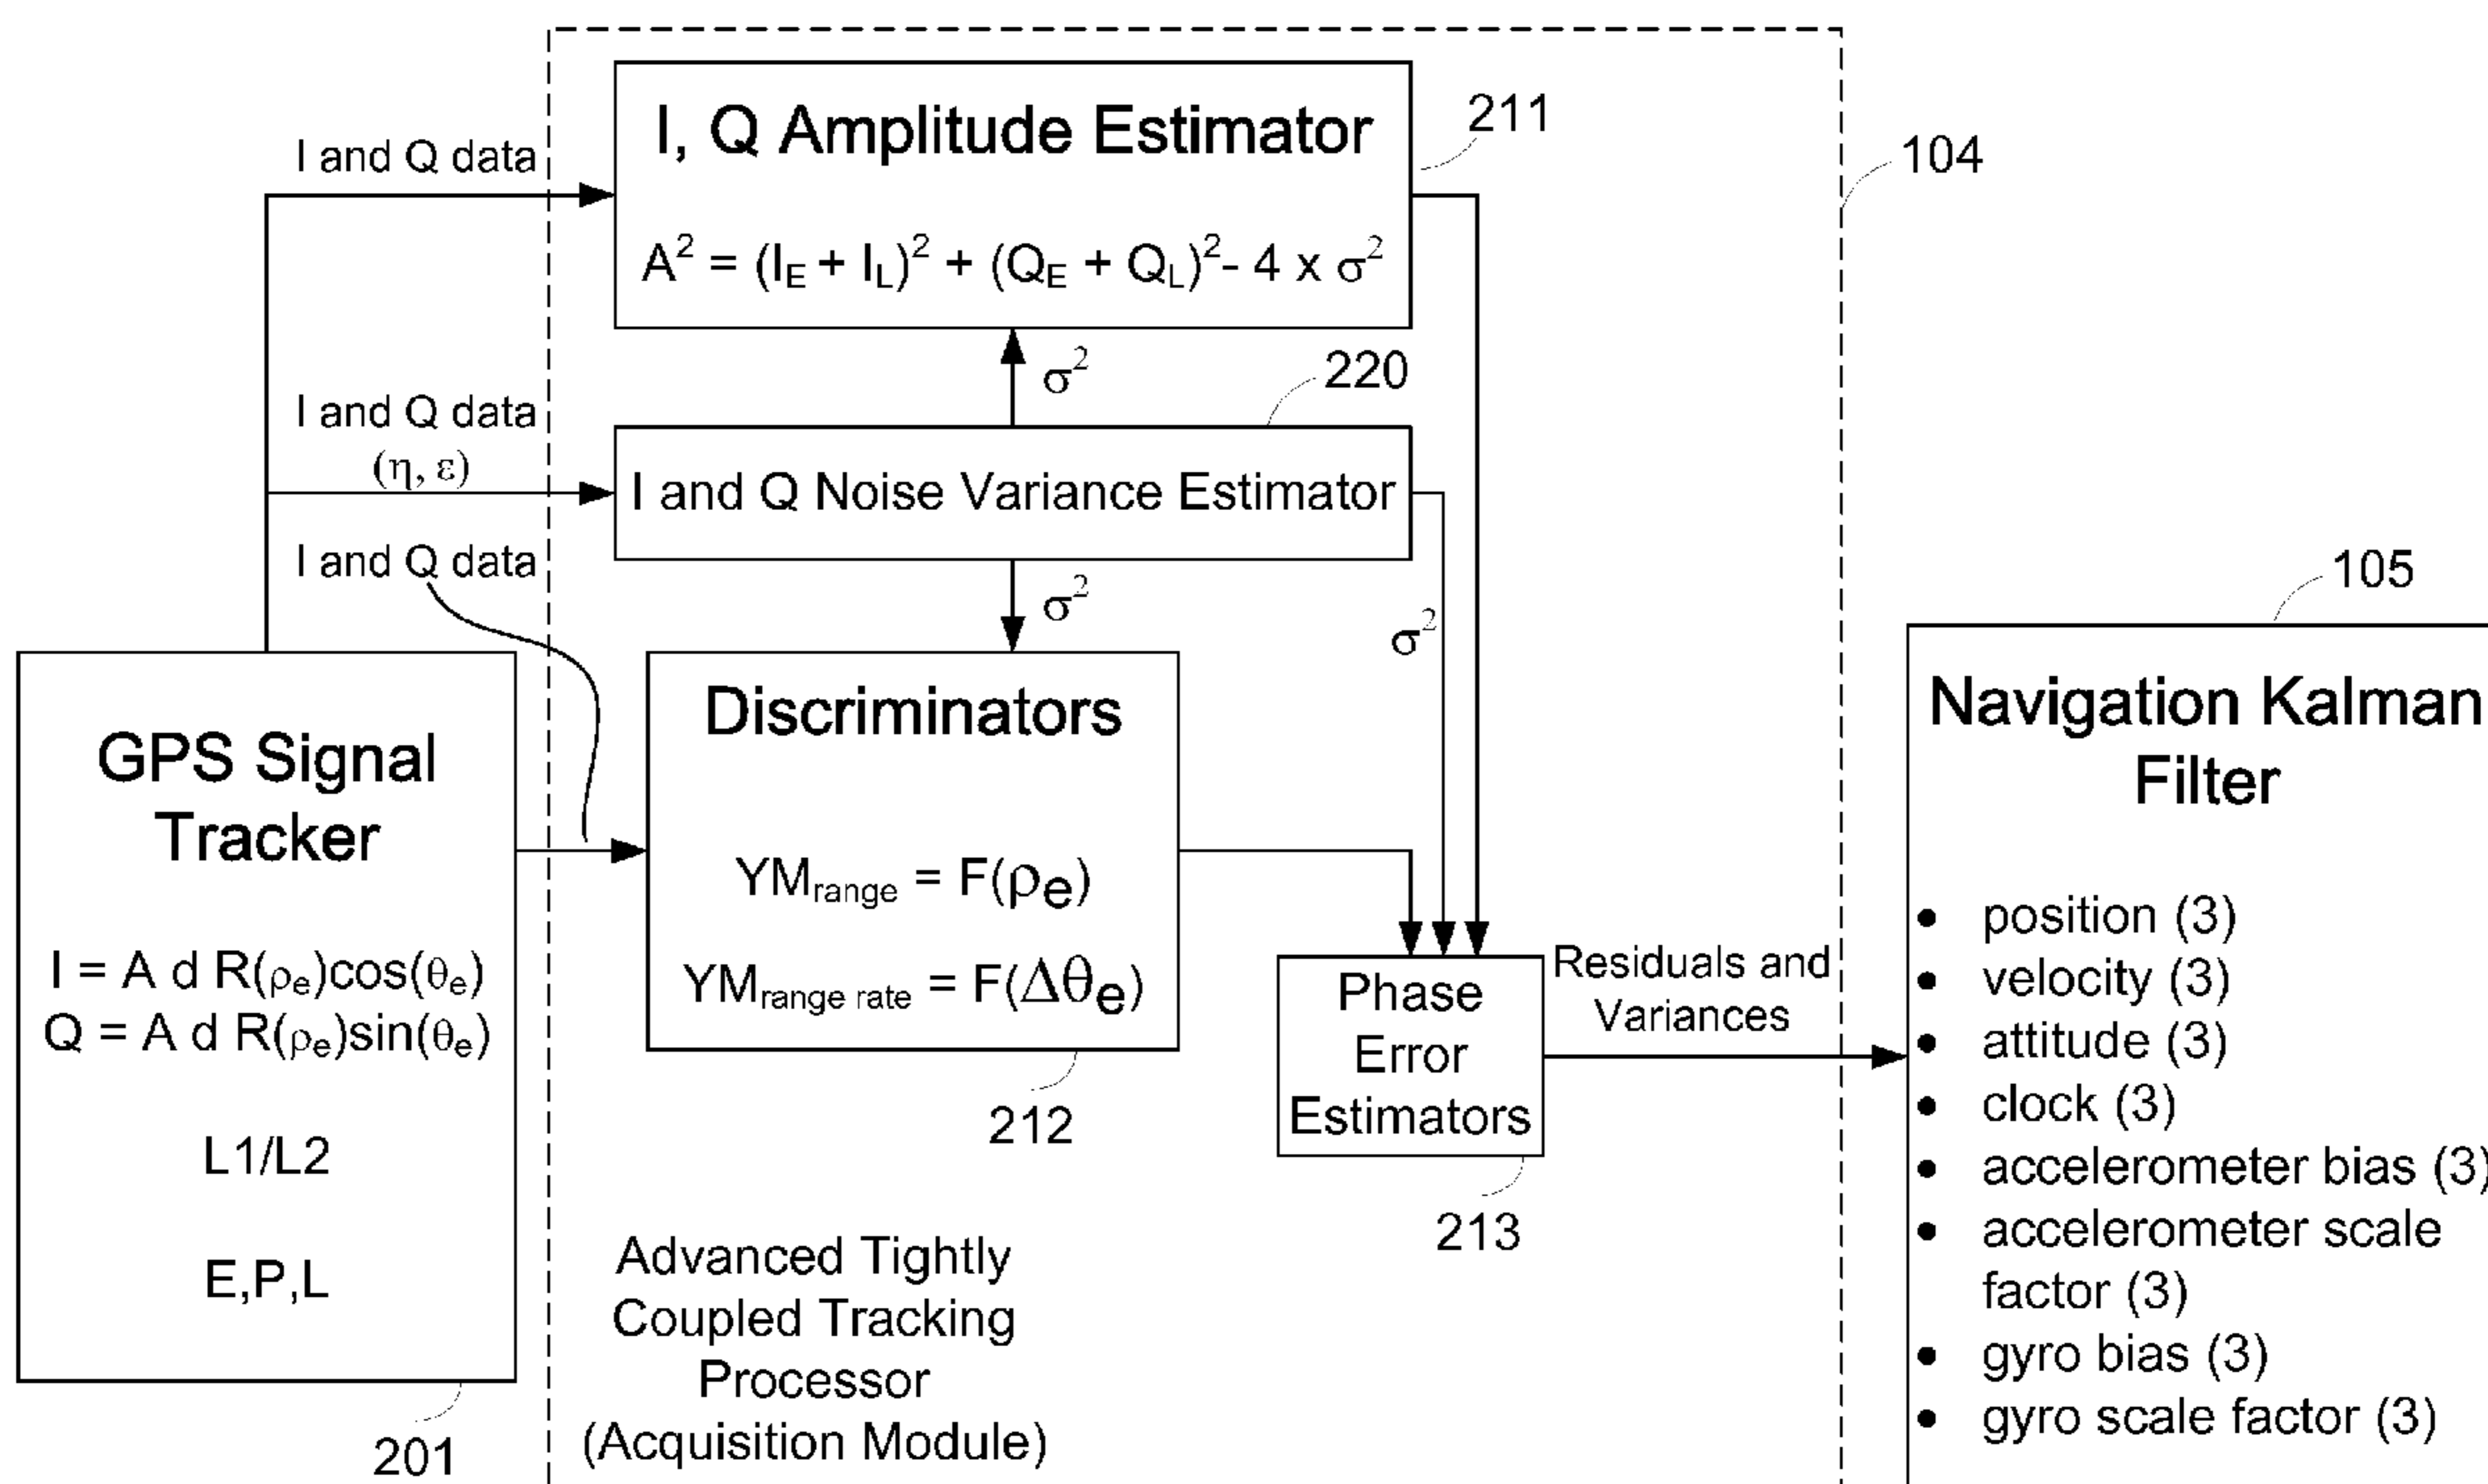 I, Q Amplitude Estimator
A² = (I_E + I_L)² + (Q_E + Q_L)²- 4 x σ²
211
104
I and Q data
σ²
220
I and Q data
(η, ε)
I and Q Noise Variance Estimator
I and Q data
σ²
σ²
105
GPS Signal
Tracker
I = A d R(ρ_e)cos(θ_e)
Q = A d R(ρ_e)sin(θ_e)
L1/L2
E,P,L
201
Discriminators
YM_range = F(ρ_e)
YM_range rate = F(Δθ_e)
212
Phase
Error
Estimators
213
Residuals and
Variances
Advanced Tightly
Coupled Tracking
Processor
(Acquisition Module)
Navigation Kalman
Filter
• position (3)
• velocity (3)
• attitude (3)
• clock (3)
• accelerometer bias (3)
• accelerometer scale
factor (3)
• gyro bias (3)
• gyro scale factor (3)